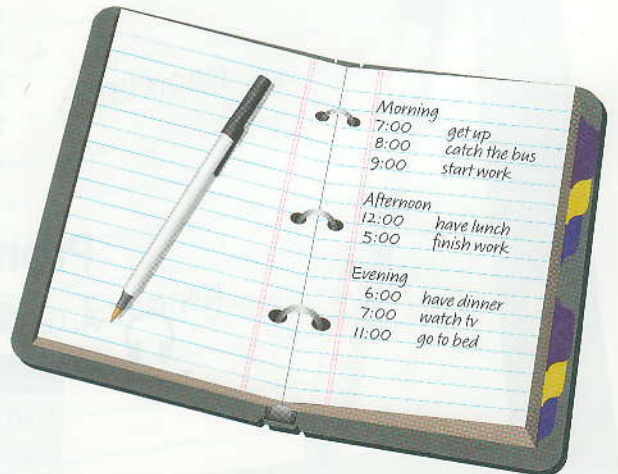 Morning
7:00 get up
8:00 catch the bus
9:00 start work
Afternoon
12:00 have lunch
5:00 finish work
Evening
6:00 have dinner
7:00 watch tv
11:00 go to bed